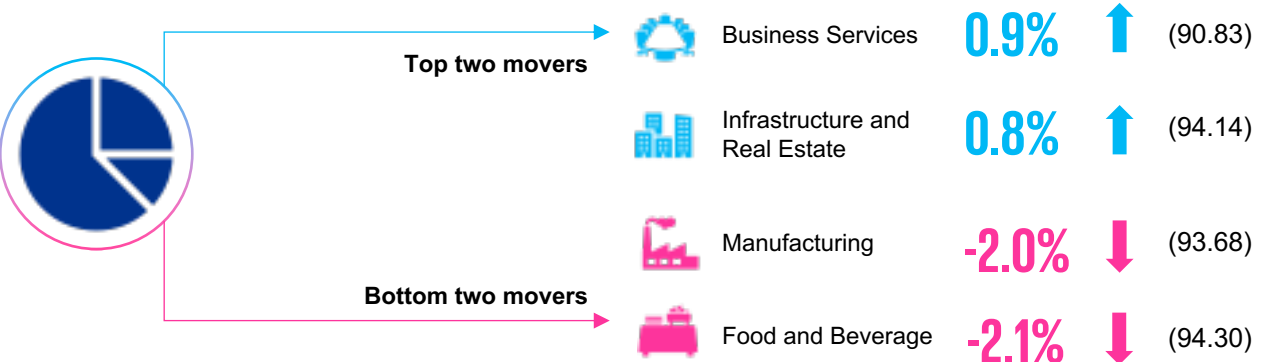 Top two movers
Business Services 0.9% (90.83)
Infrastructure and
Real Estate 0.8% (94.14)
Manufacturing -2.0% (93.68)
Bottom two movers
Food and Beverage -2.1% (94.30)